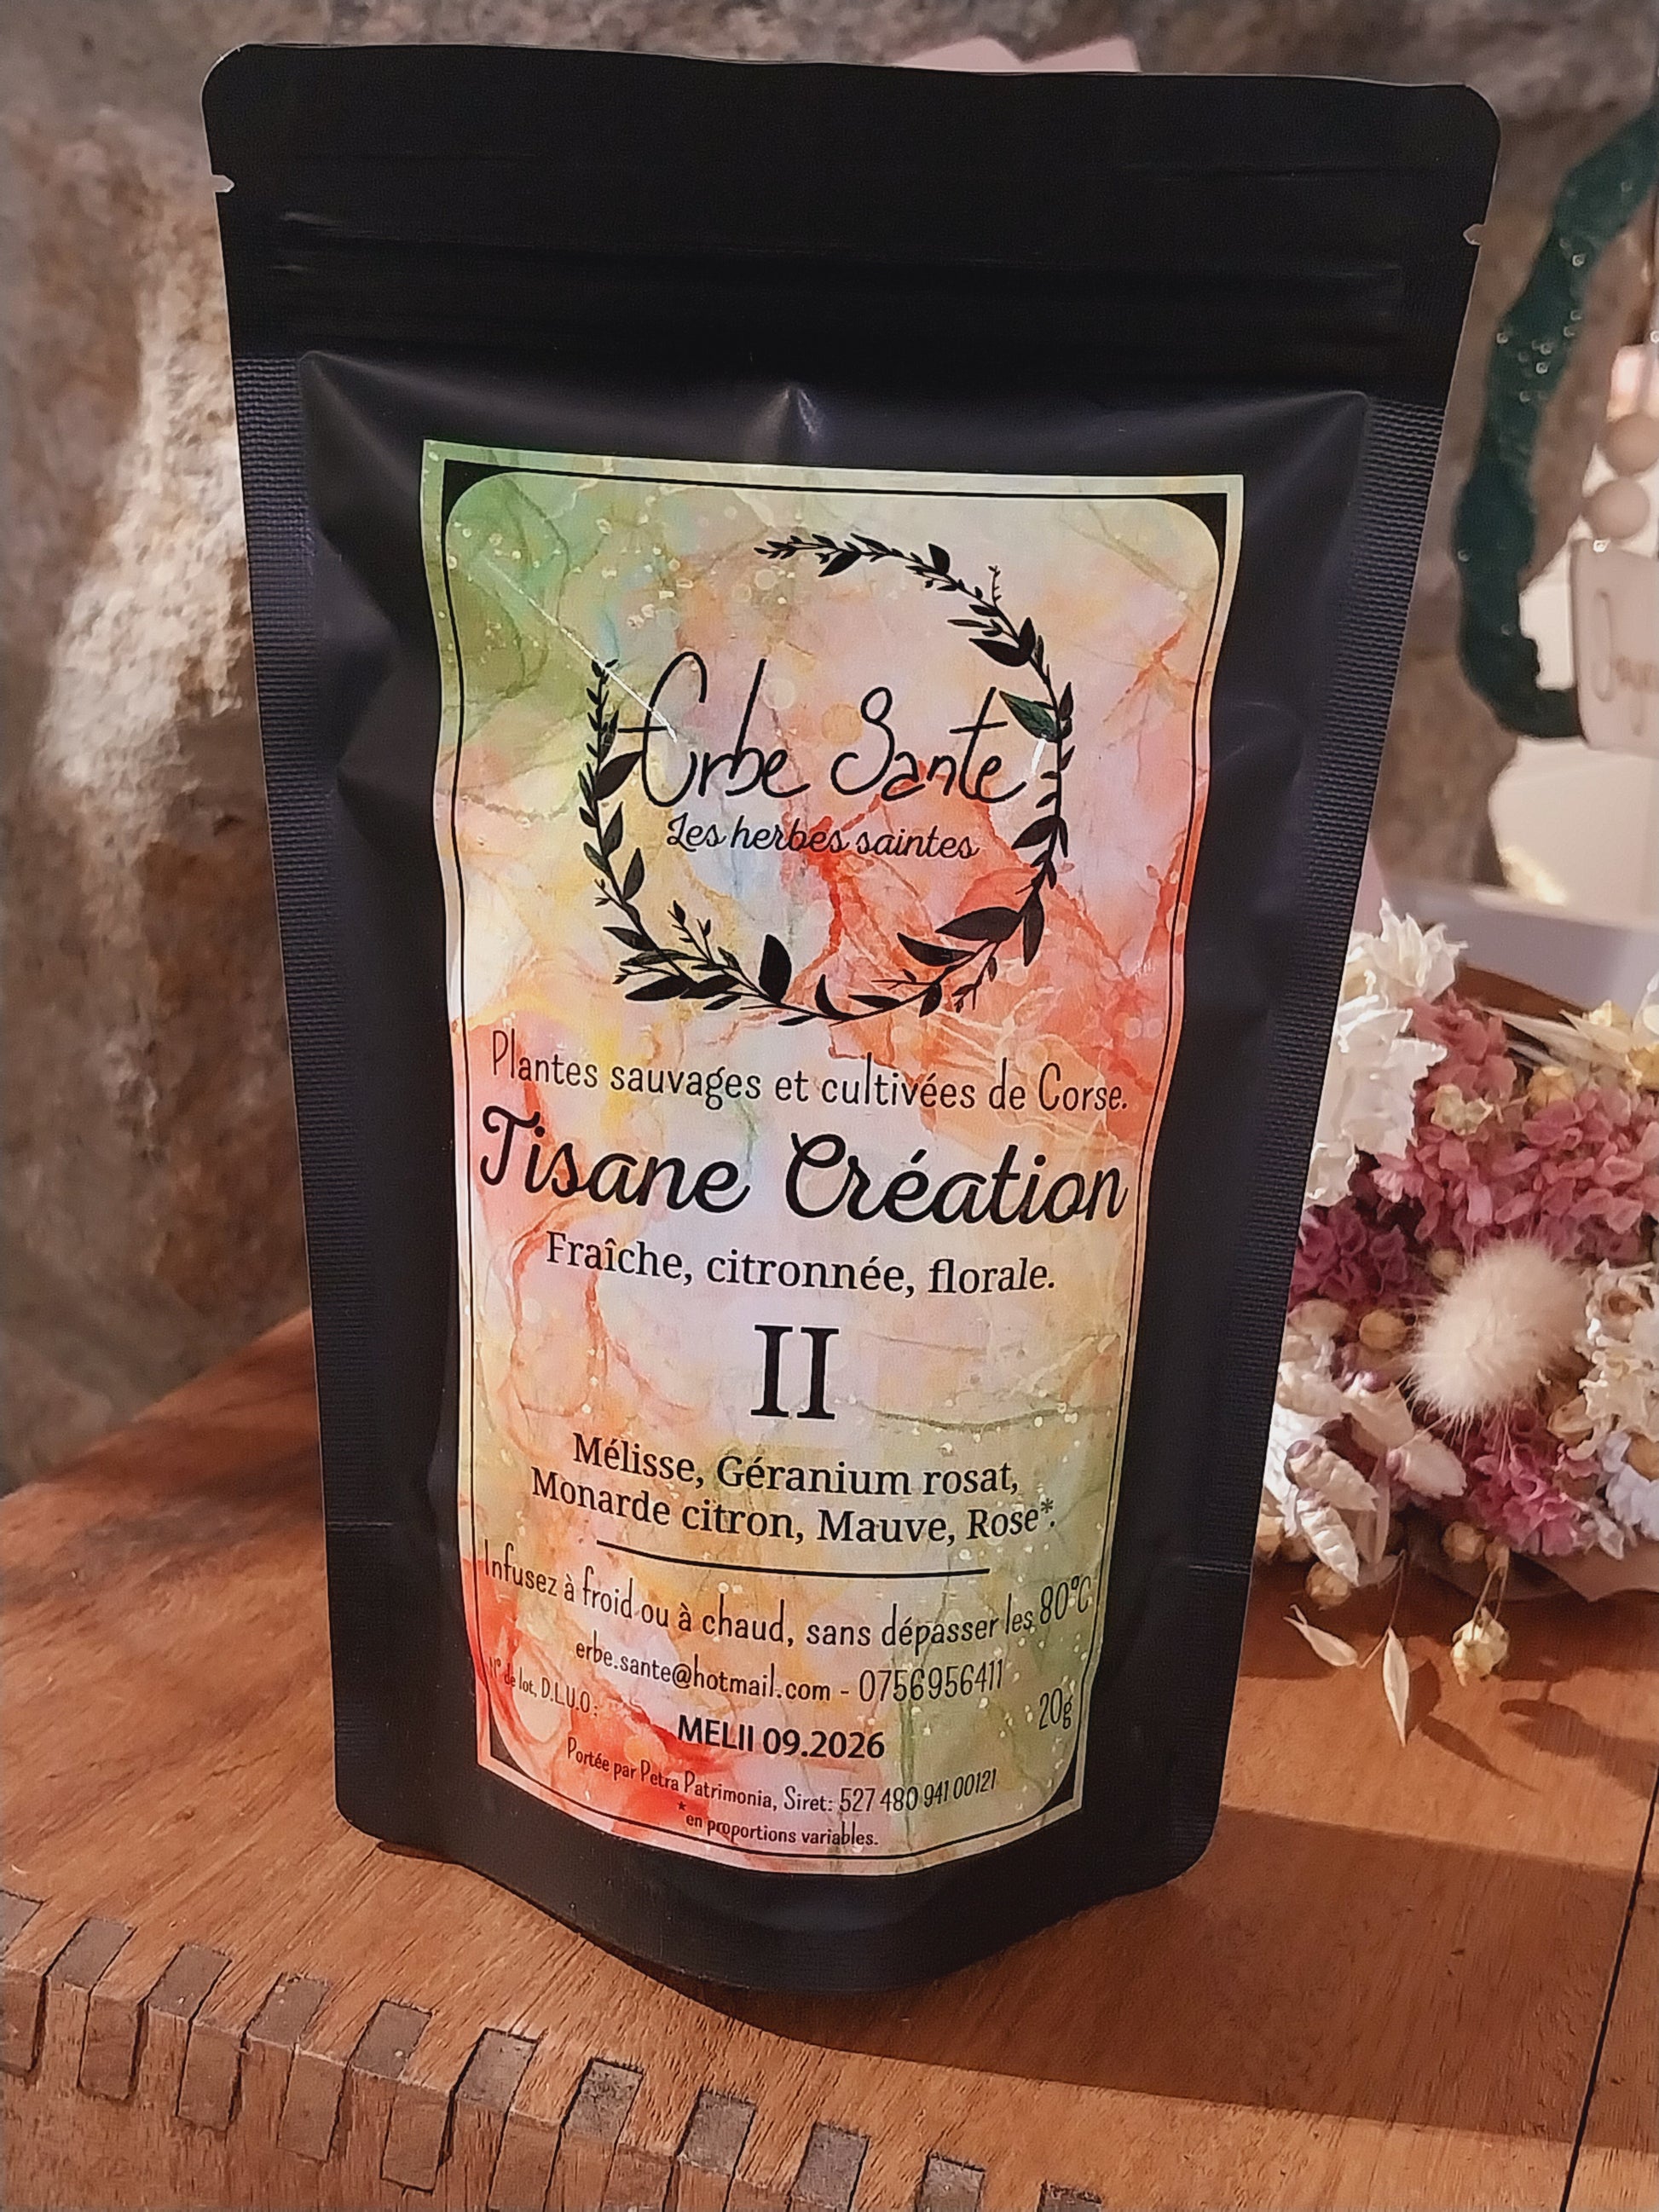 Erbe Sante
Les herbes saintes
Plantes sauvages et cultivées de Corse.
Tisane Création
Fraîche, citronnée, florale.
II
Mélisse, Géranium rosat,
Monarde citron, Mauve, Rose*.
Infusez à froid ou à chaud, sans dépasser les 80°C
erbe.sante@hotmail.com - 0756956411
N° de lot, D.L.U.O :
20g
MELII 09.2026
Portée par Petra Patrimonia, Siret: 527 480 941 00121
*en proportions variables.